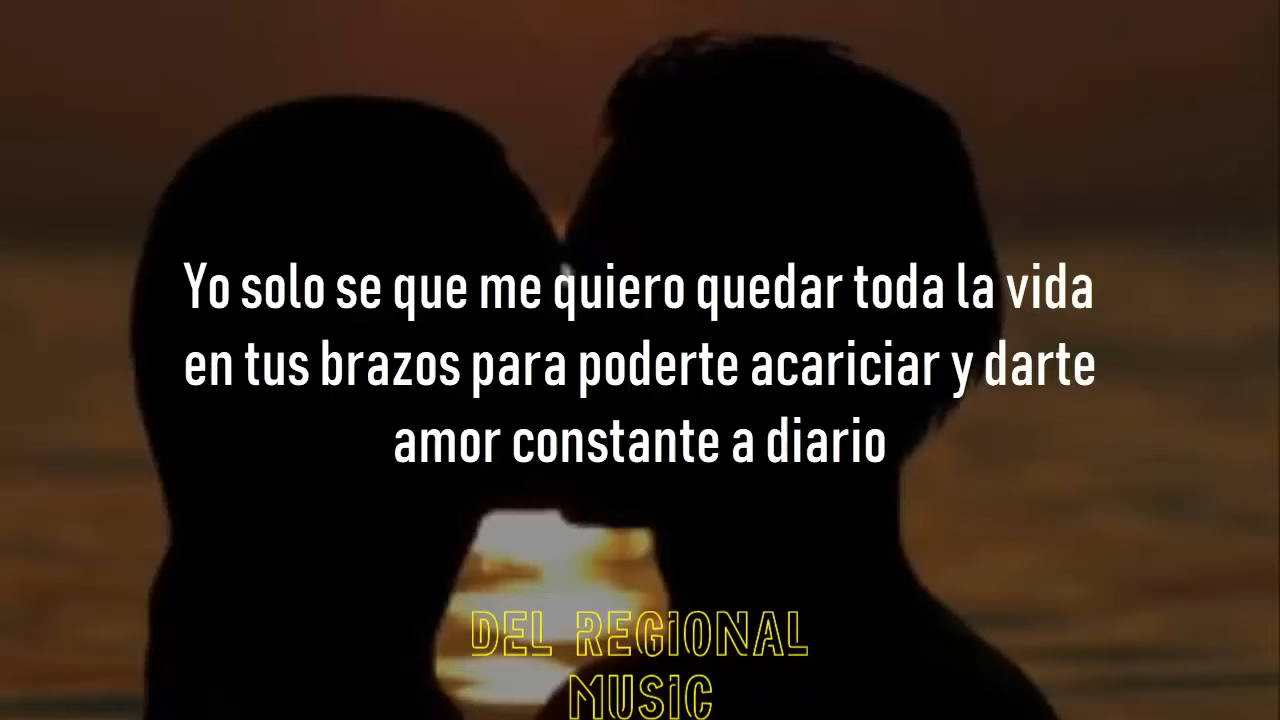 Yo solo se que me quiero quedar toda la vida
en tus brazos para poderte acariciar y darte
amor constante a diario
DEL REGiONAL
MUSiC